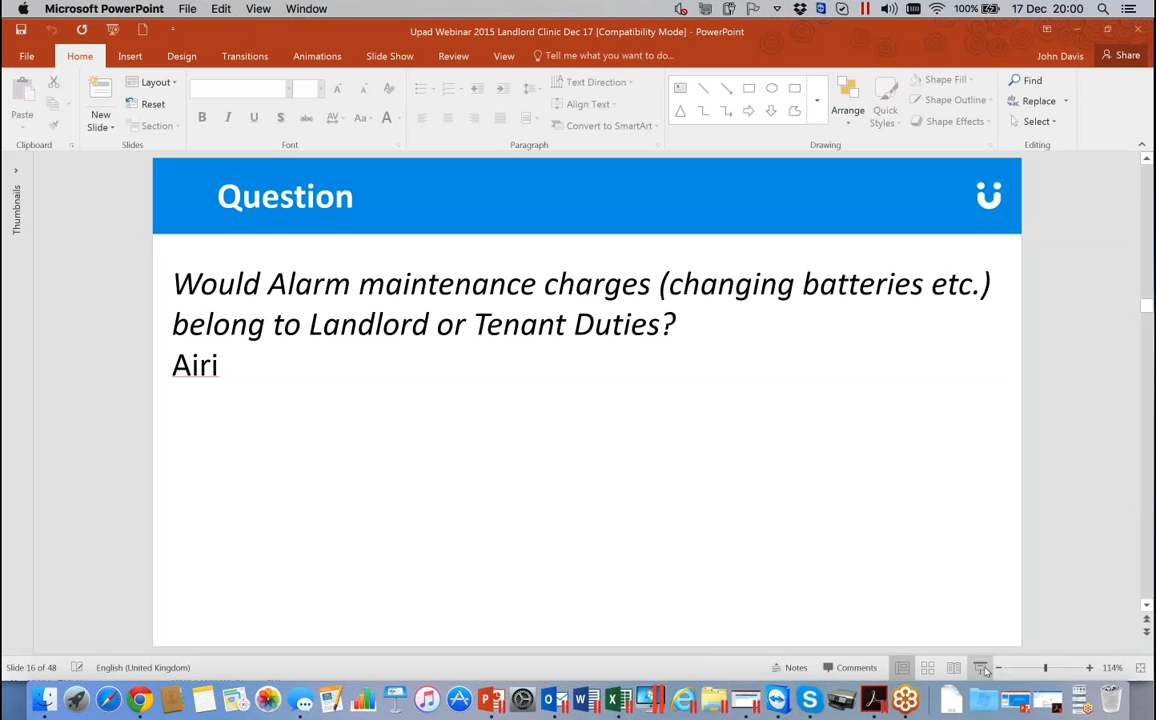 Microsoft PowerPoint File Edit View Window 100% 17 Dec 20:00
Upad Webinar 2015 Landlord Clinic Dec 17 [Compatibility Mode] - PowerPoint
File Home Insert Design Transitions Animations Slide Show Review View Tell me what you want to do... John Davis Share
Layout Text Direction Shape Fill Find
Reset Align Text Shape Outline Replace
Paste New Slide Section Convert to SmartArt Arrange Quick Styles Shape Effects Select
Clipboard Slides Font Paragraph Drawing Editing
Thumbnails
Question
Would Alarm maintenance charges (changing batteries etc.)
belong to Landlord or Tenant Duties?
Airi
Slide 16 of 48 English (United Kingdom) Notes Comments 114%